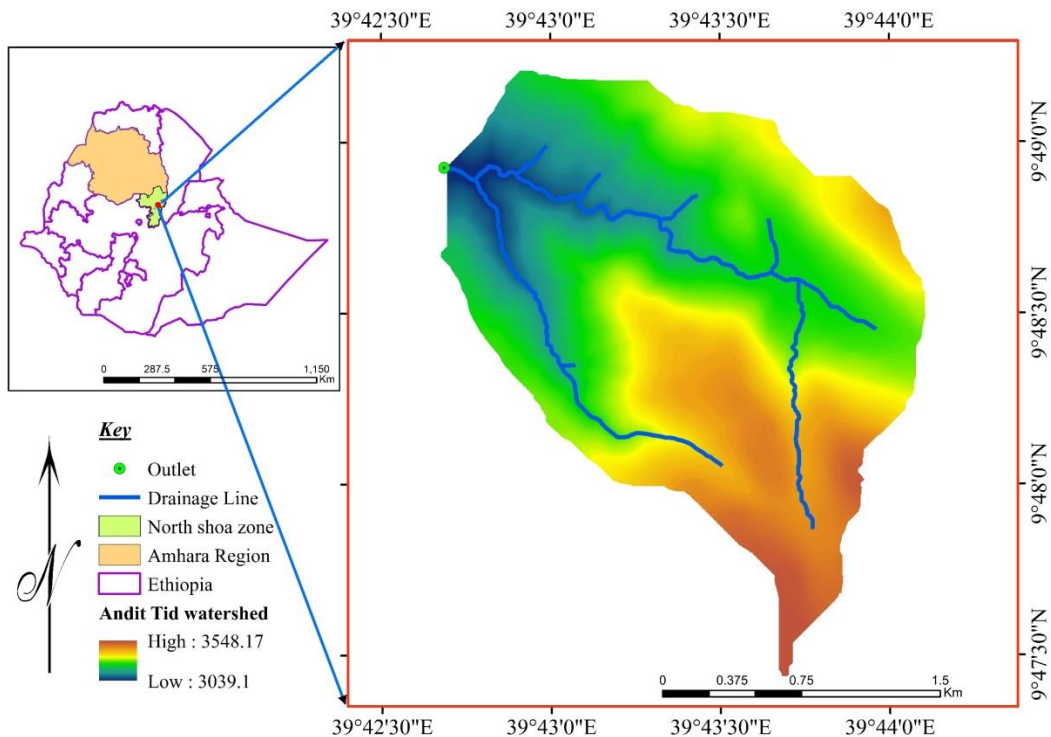 39°42'30"E 39°43'0"E 39°43'30"E 39°44'0"E
9°49'0"N
9°48'30"N
9°48'0"N
9°47'30"N
0 287.5 575 1,150
Km
Key
Outlet
Drainage Line
North shoa zone
Amhara Region
Ethiopia
Andit Tid watershed
High : 3548.17
Low : 3039.1
N
0 0.375 0.75 1.5
Km
39°42'30"E 39°43'0"E 39°43'30"E 39°44'0"E